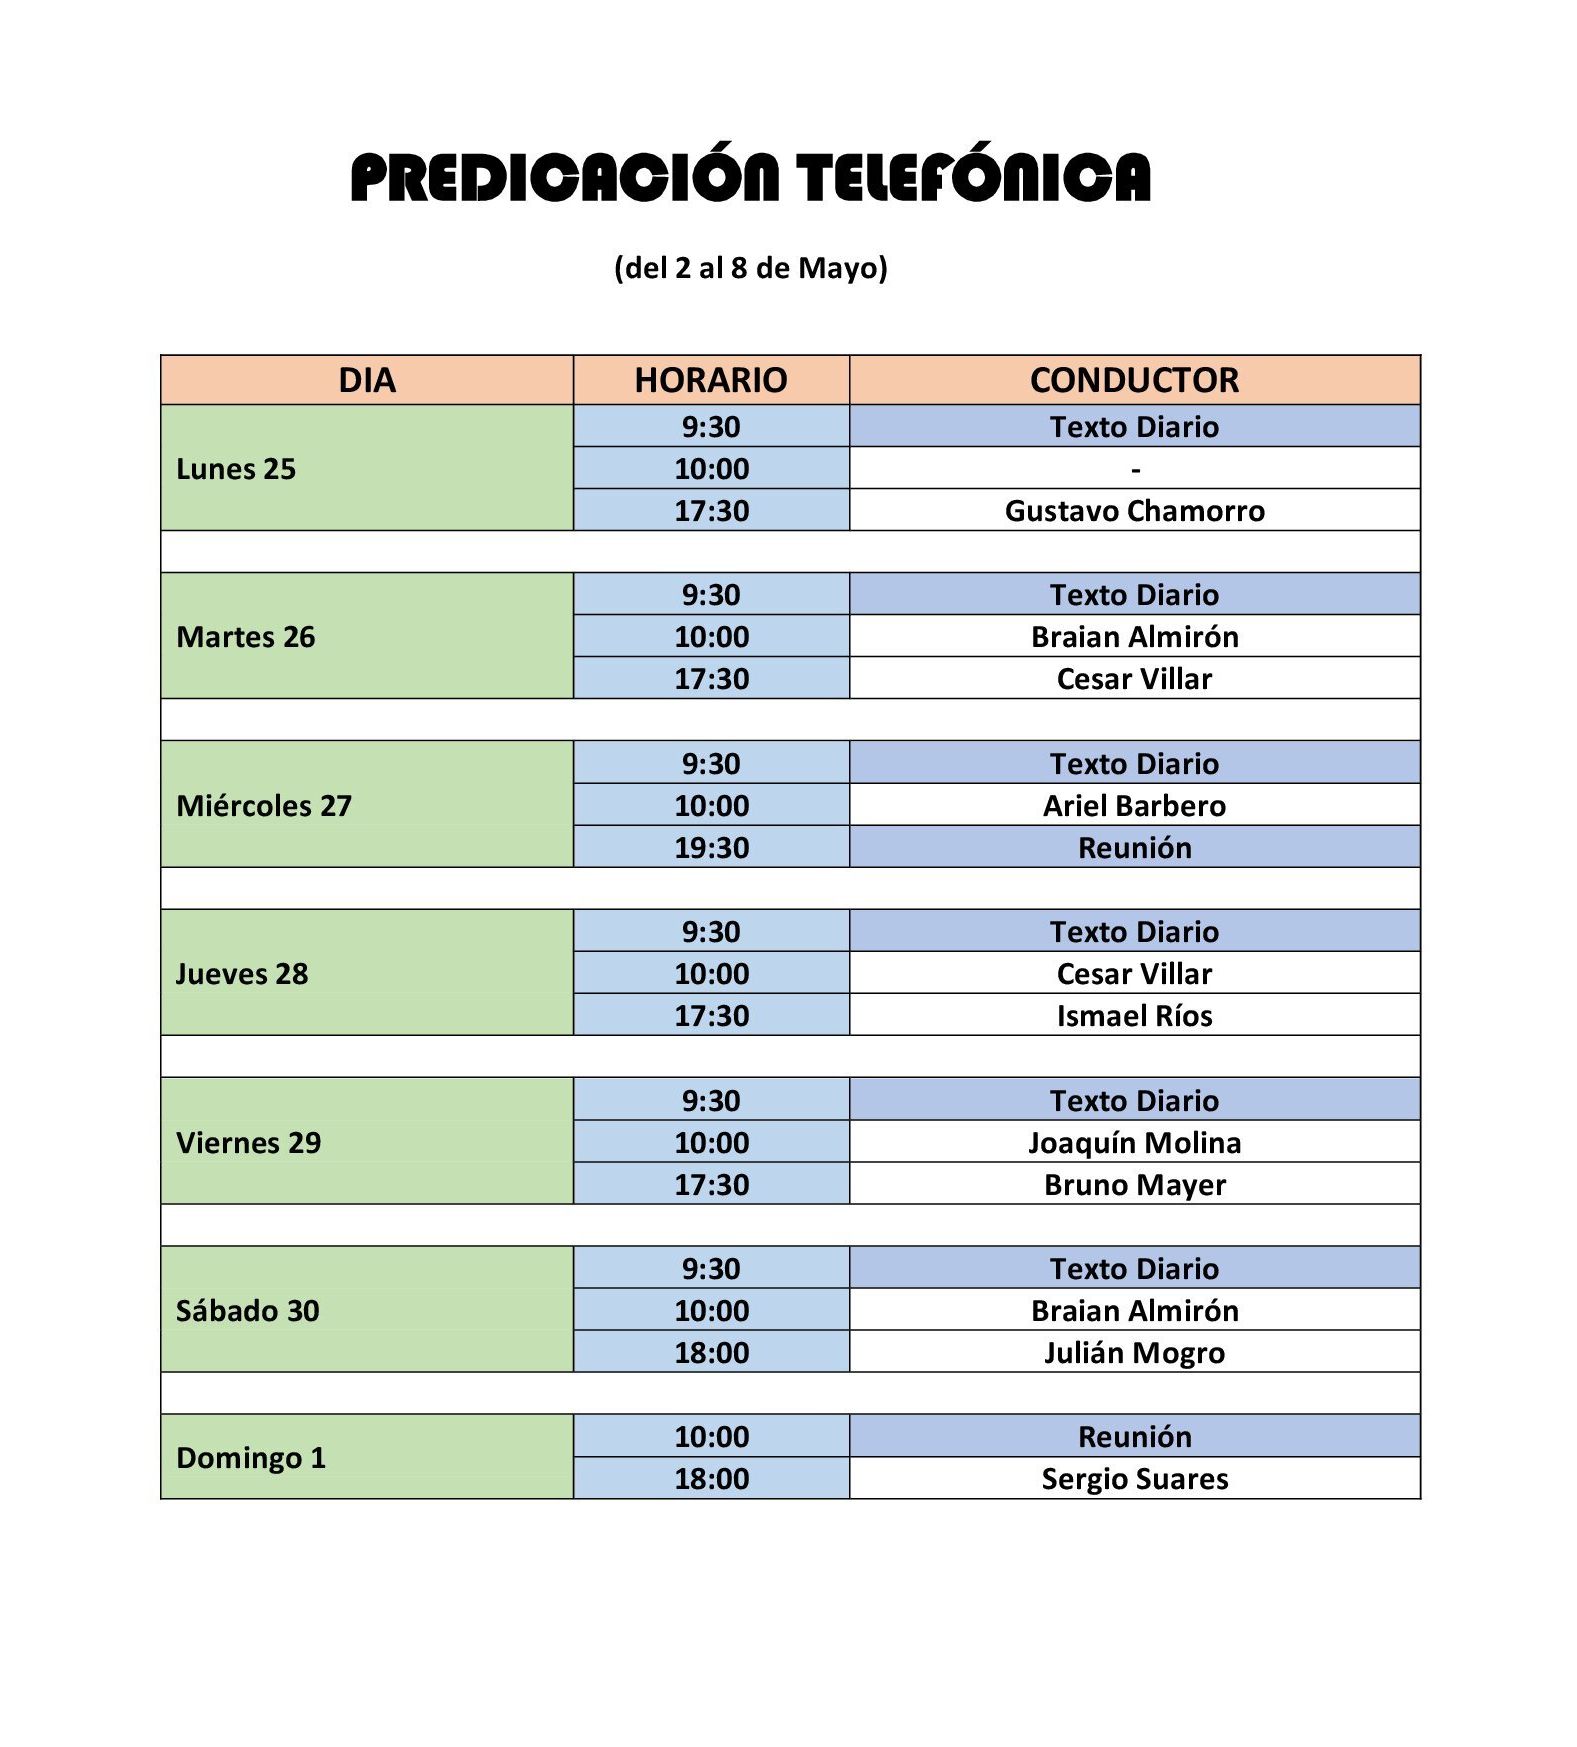 PREDICACIÓN TELEFÓNICA
(del 2 al 8 de Mayo)
DIA HORARIO CONDUCTOR
Lunes 25
9:30 Texto Diario
10:00 -
17:30 Gustavo Chamorro
Martes 26
9:30 Texto Diario
10:00 Braian Almirón
17:30 Cesar Villar
Miércoles 27
9:30 Texto Diario
10:00 Ariel Barbero
19:30 Reunión
Jueves 28
9:30 Texto Diario
10:00 Cesar Villar
17:30 Ismael Ríos
Viernes 29
9:30 Texto Diario
10:00 Joaquín Molina
17:30 Bruno Mayer
Sábado 30
9:30 Texto Diario
10:00 Braian Almirón
18:00 Julián Mogro
Domingo 1
10:00 Reunión
18:00 Sergio Suares